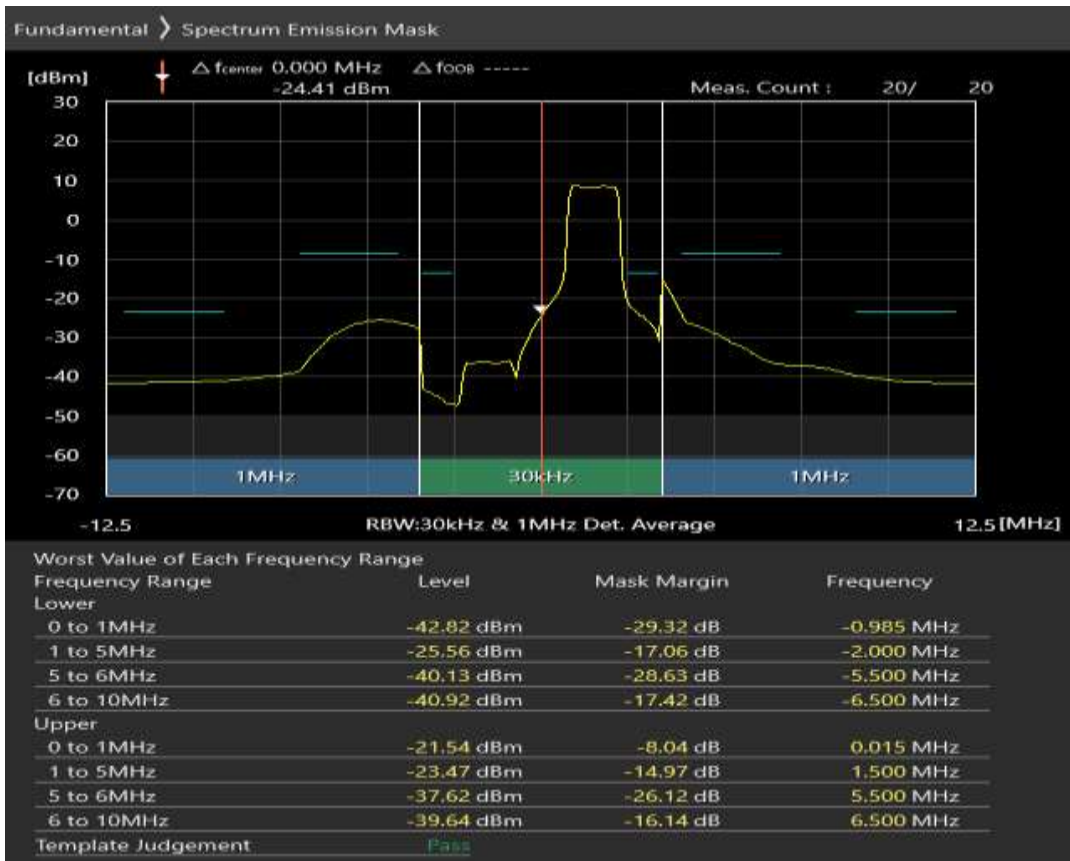 Fundamental ❭ Spectrum Emission Mask
[dBm] △ fcenter 0.000 MHz △ fOOB -----
-24.41 dBm Meas. Count : 20/ 20
30
20
10
0
-10
-20
-30
-40
-50
-60
-70
1MHz 30kHz 1MHz
-12.5 RBW:30kHz & 1MHz Det. Average 12.5 [MHz]
Worst Value of Each Frequency Range
Frequency Range Level Mask Margin Frequency
Lower
0 to 1MHz -42.82 dBm -29.32 dB -0.985 MHz
1 to 5MHz -25.56 dBm -17.06 dB -2.000 MHz
5 to 6MHz -40.13 dBm -28.63 dB -5.500 MHz
6 to 10MHz -40.92 dBm -17.42 dB -6.500 MHz
Upper
0 to 1MHz -21.54 dBm -8.04 dB 0.015 MHz
1 to 5MHz -23.47 dBm -14.97 dB 1.500 MHz
5 to 6MHz -37.62 dBm -26.12 dB 5.500 MHz
6 to 10MHz -39.64 dBm -16.14 dB 6.500 MHz
Template Judgement Pass